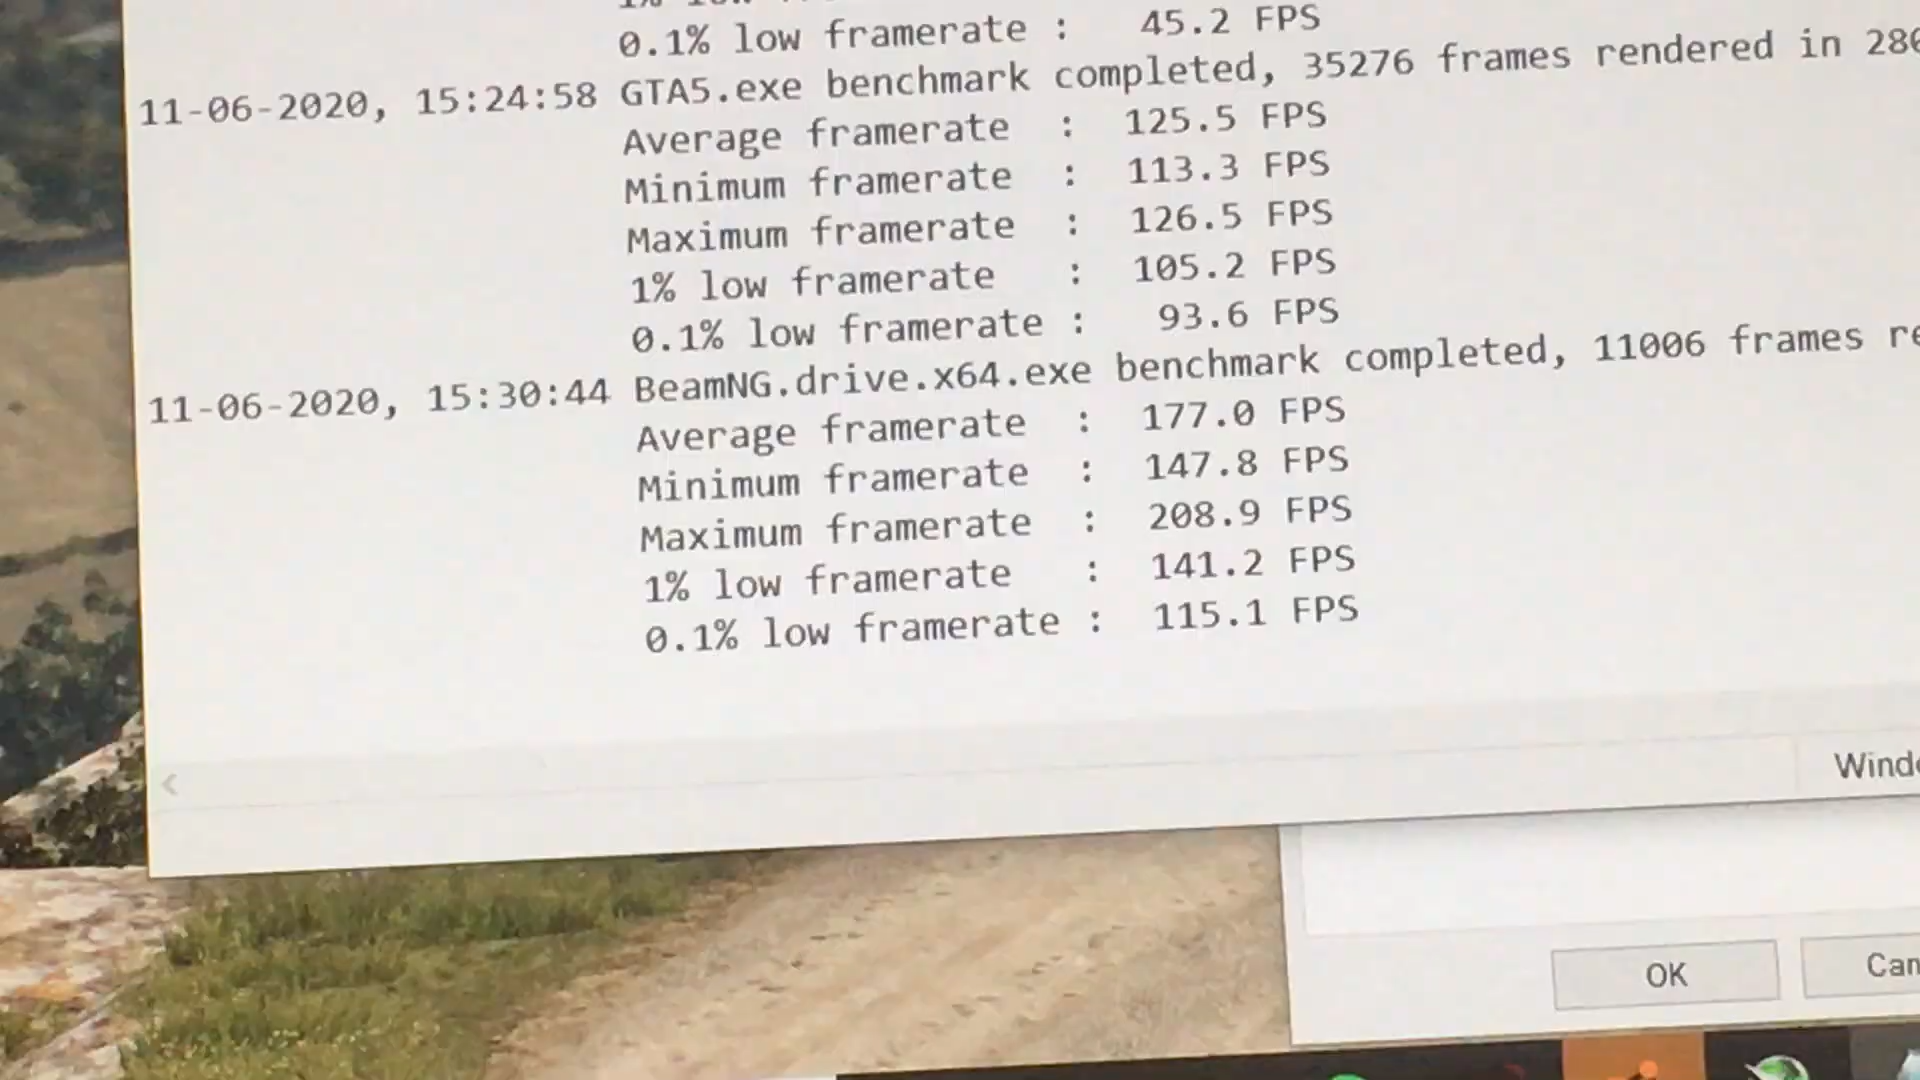 0.1% low framerate : 45.2 FPS
11-06-2020, 15:24:58 GTA5.exe benchmark completed, 35276 frames rendered in
Average framerate : 125.5 FPS
Minimum framerate : 113.3 FPS
Maximum framerate : 126.5 FPS
1% low framerate : 105.2 FPS
0.1% low framerate : 93.6 FPS
11-06-2020, 15:30:44 BeamNG.drive.x64.exe benchmark completed, 11006 frames
Average framerate : 177.0 FPS
Minimum framerate : 147.8 FPS
Maximum framerate : 208.9 FPS
1% low framerate : 141.2 FPS
0.1% low framerate : 115.1 FPS
OK